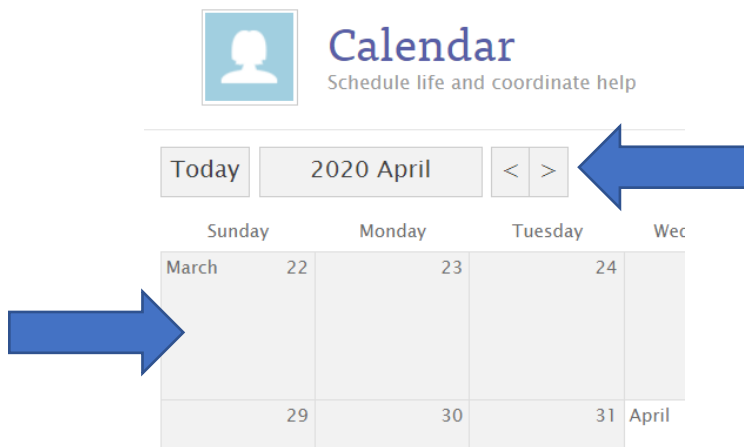 Calendar
Schedule life and coordinate help
Today 2020 April < >
Sunday Monday Tuesday Wed
March 22 23 24
29 30 31 April